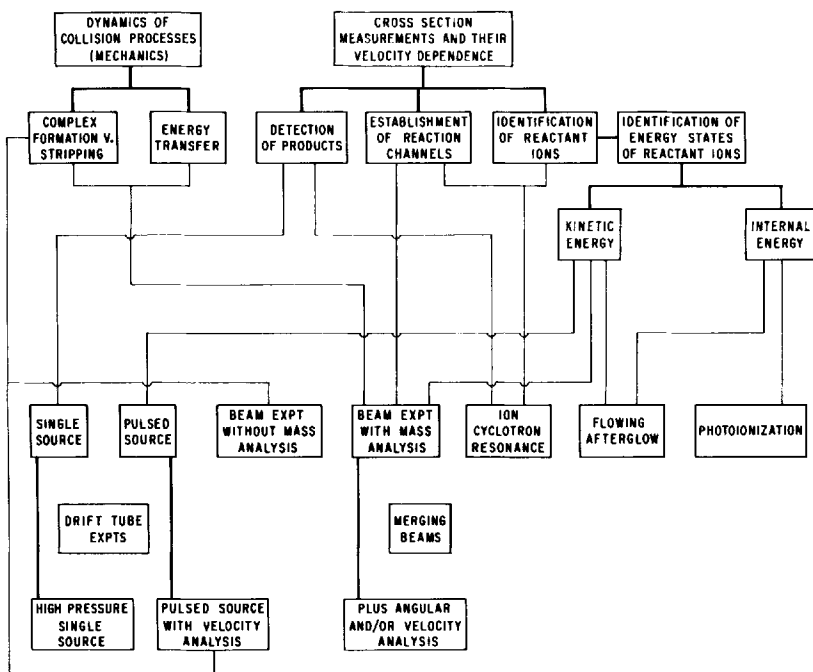 DYNAMICS OF
COLLISION PROCESSES
(MECHANICS)
CROSS SECTION
MEASUREMENTS AND THEIR
VELOCITY DEPENDENCE
COMPLEX
FORMATION V.
STRIPPING
ENERGY
TRANSFER
DETECTION
OF PRODUCTS
ESTABLISHMENT
OF REACTION
CHANNELS
IDENTIFICATION
OF REACTANT
IONS
IDENTIFICATION OF
ENERGY STATES
OF REACTANT IONS
KINETIC
ENERGY
INTERNAL
ENERGY
SINGLE
SOURCE
PULSED
SOURCE
BEAM EXPT
WITHOUT MASS
ANALYSIS
BEAM EXPT
WITH MASS
ANALYSIS
ION
CYCLOTRON
RESONANCE
FLOWING
AFTERGLOW
PHOTOIONIZATION
DRIFT TUBE
EXPTS
MERGING
BEAMS
HIGH PRESSURE
SINGLE
SOURCE
PULSED SOURCE
WITH VELOCITY
ANALYSIS
PLUS ANGULAR
AND/OR VELOCITY
ANALYSIS